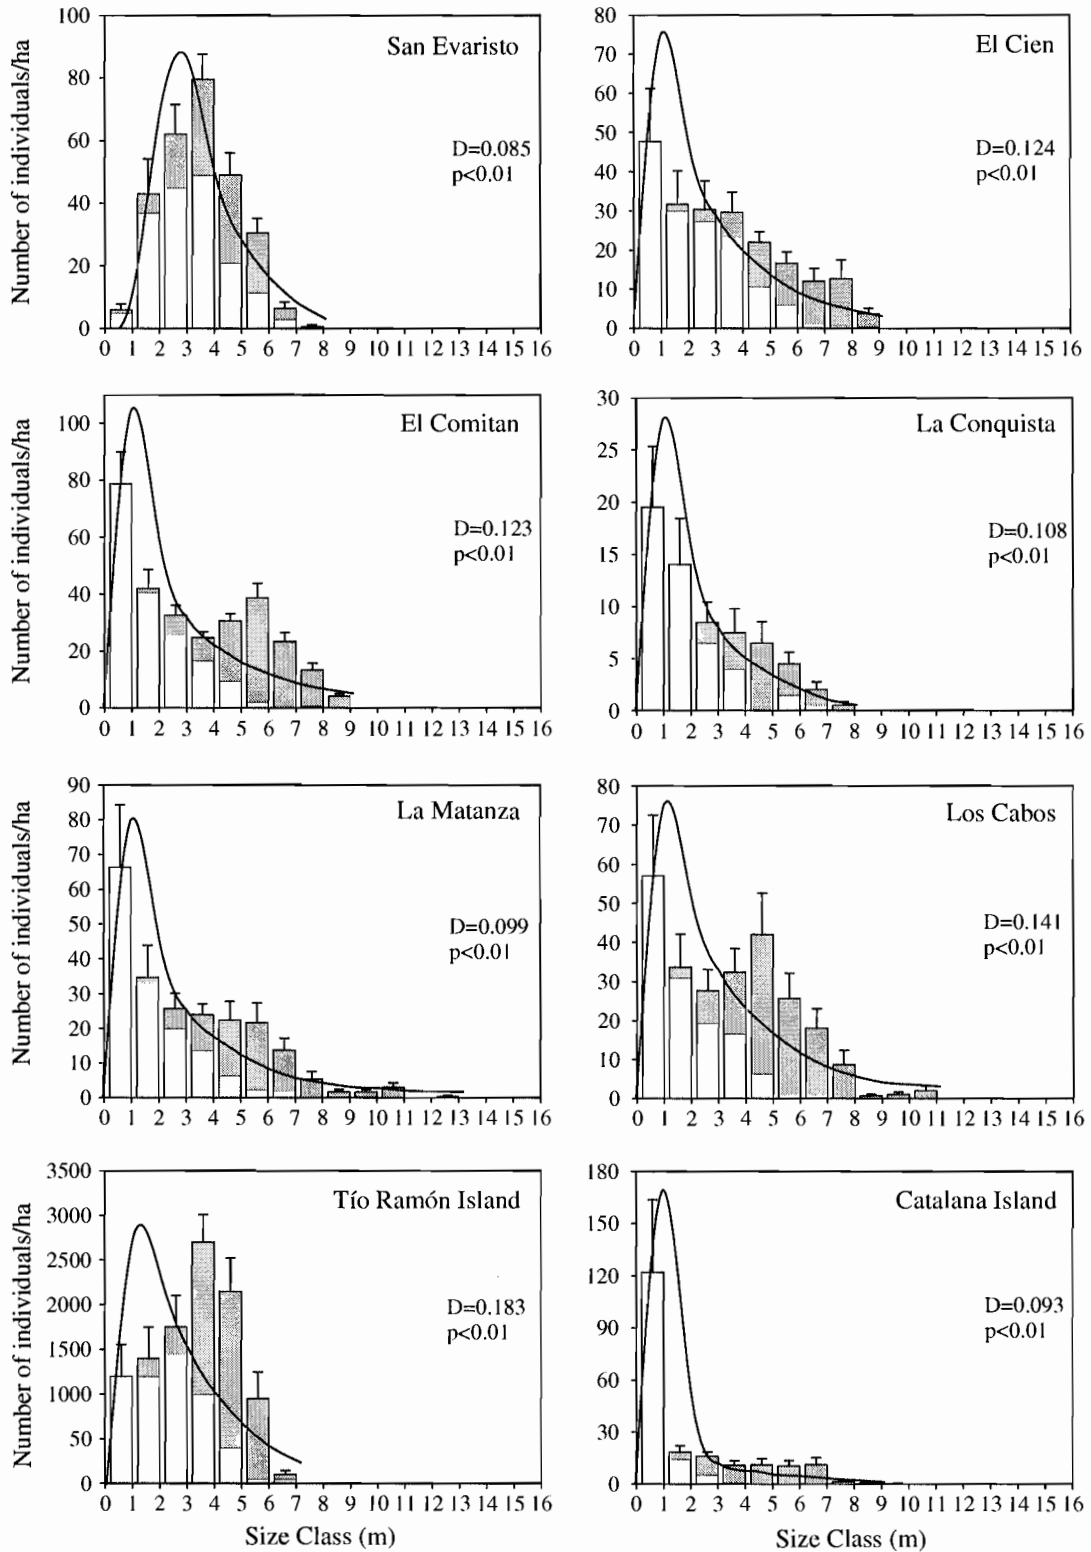 San Evaristo
Number of individuals/ha
100
80
60
40
20
0
D=0.085
p<0.01
0 1 2 3 4 5 6 7 8 9 10 11 12 13 14 15 16
El Cien
80
70
60
50
40
30
20
10
0
D=0.124
p<0.01
0 1 2 3 4 5 6 7 8 9 10 11 12 13 14 15 16
El Comitan
Number of individuals/ha
100
80
60
40
20
0
D=0.123
p<0.01
0 1 2 3 4 5 6 7 8 9 10 11 12 13 14 15 16
La Conquista
30
25
20
15
10
5
0
D=0.108
p<0.01
0 1 2 3 4 5 6 7 8 9 10 11 12 13 14 15 16
La Matanza
Number of individuals/ha
90
80
70
60
50
40
30
20
10
0
D=0.099
p<0.01
0 1 2 3 4 5 6 7 8 9 10 11 12 13 14 15 16
Los Cabos
80
70
60
50
40
30
20
10
0
D=0.141
p<0.01
0 1 2 3 4 5 6 7 8 9 10 11 12 13 14 15 16
Tío Ramón Island
Number of individuals/ha
3500
3000
2500
2000
1500
1000
50
0
D=0.183
p<0.01
0 1 2 3 4 5 6 7 8 9 10 11 12 13 14 15 16
Size Class (m)
Catalana Island
180
150
120
90
60
30
0
D=0.093
p<0.01
0 1 2 3 4 5 6 7 8 9 10 11 12 13 14 15 16
Size Class (m)